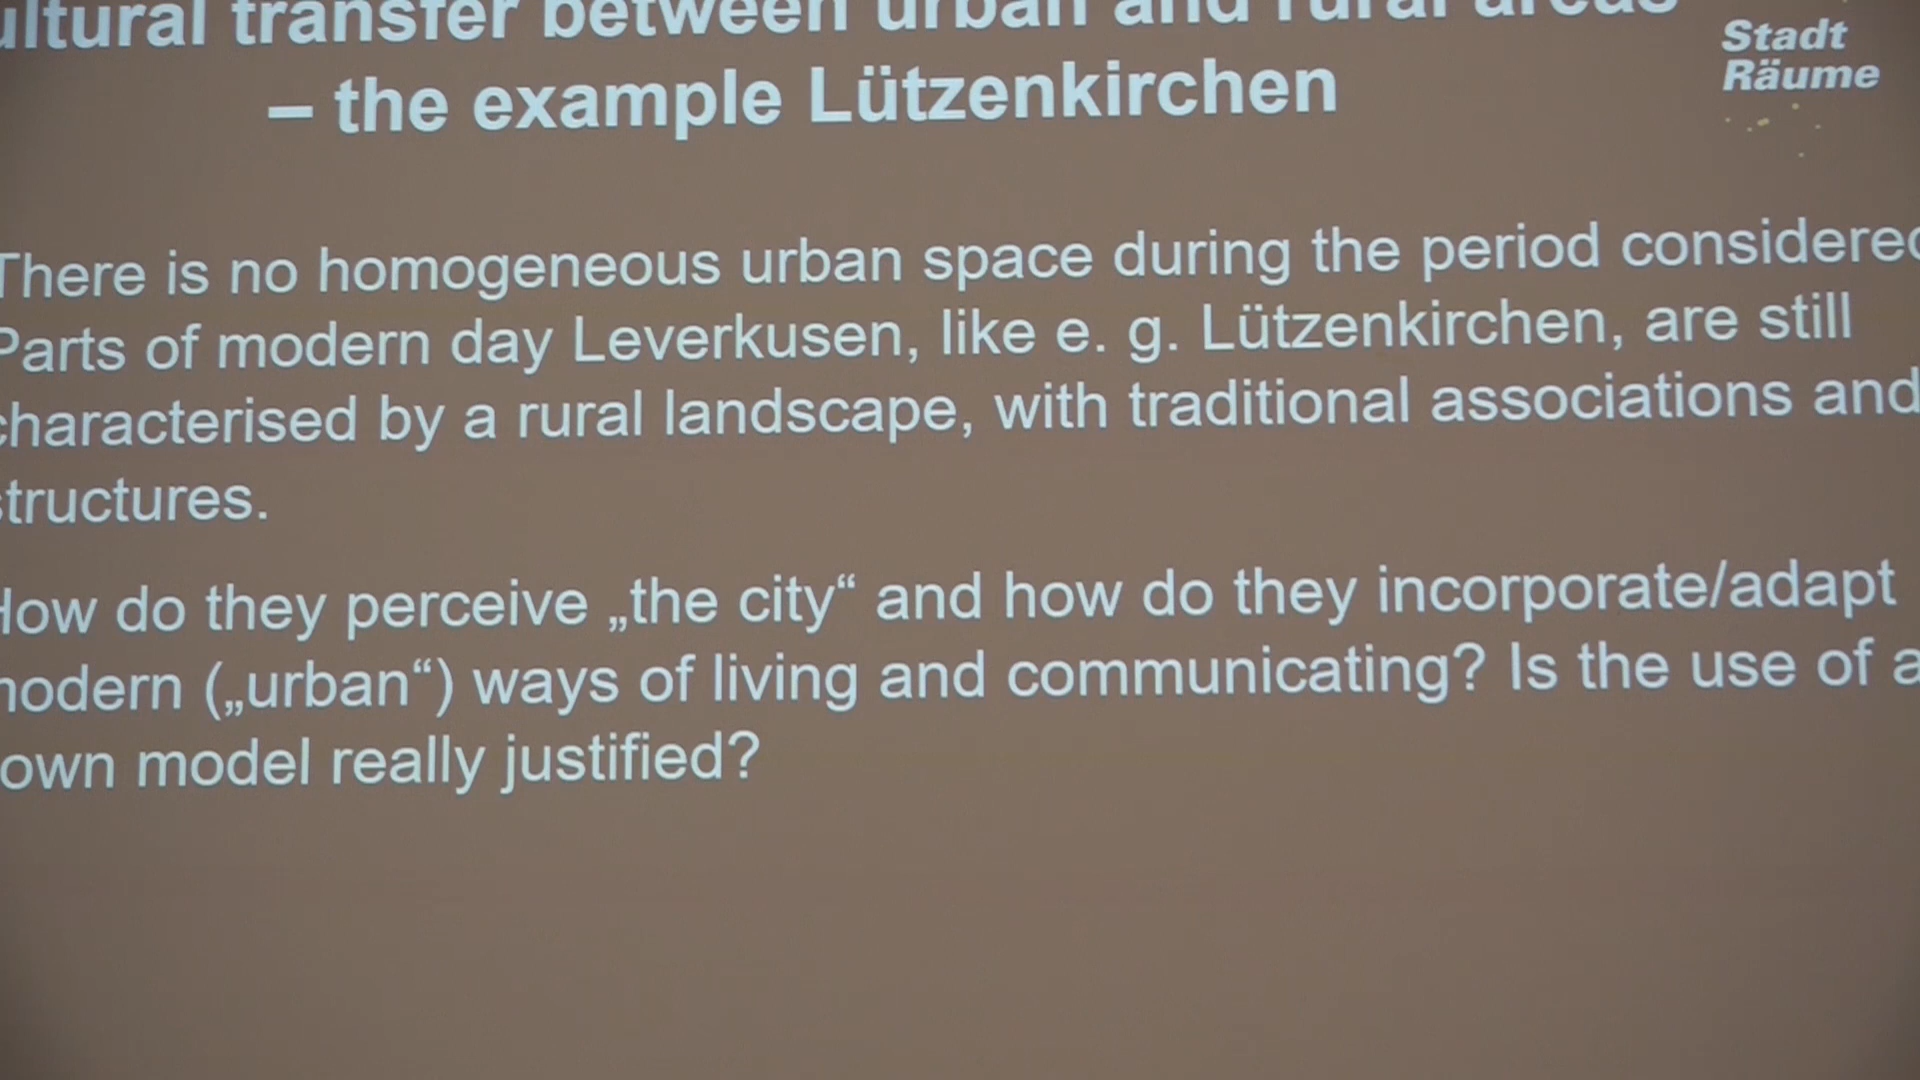 ultural transfer between urban and rural areas
– the example Lützenkirchen
Stadt
Räume
There is no homogeneous urban space during the period considered
Parts of modern day Leverkusen, like e. g. Lützenkirchen, are still
characterised by a rural landscape, with traditional associations and
structures.
How do they perceive „the city“ and how do they incorporate/adapt
modern („urban“) ways of living and communicating? Is the use of a
own model really justified?